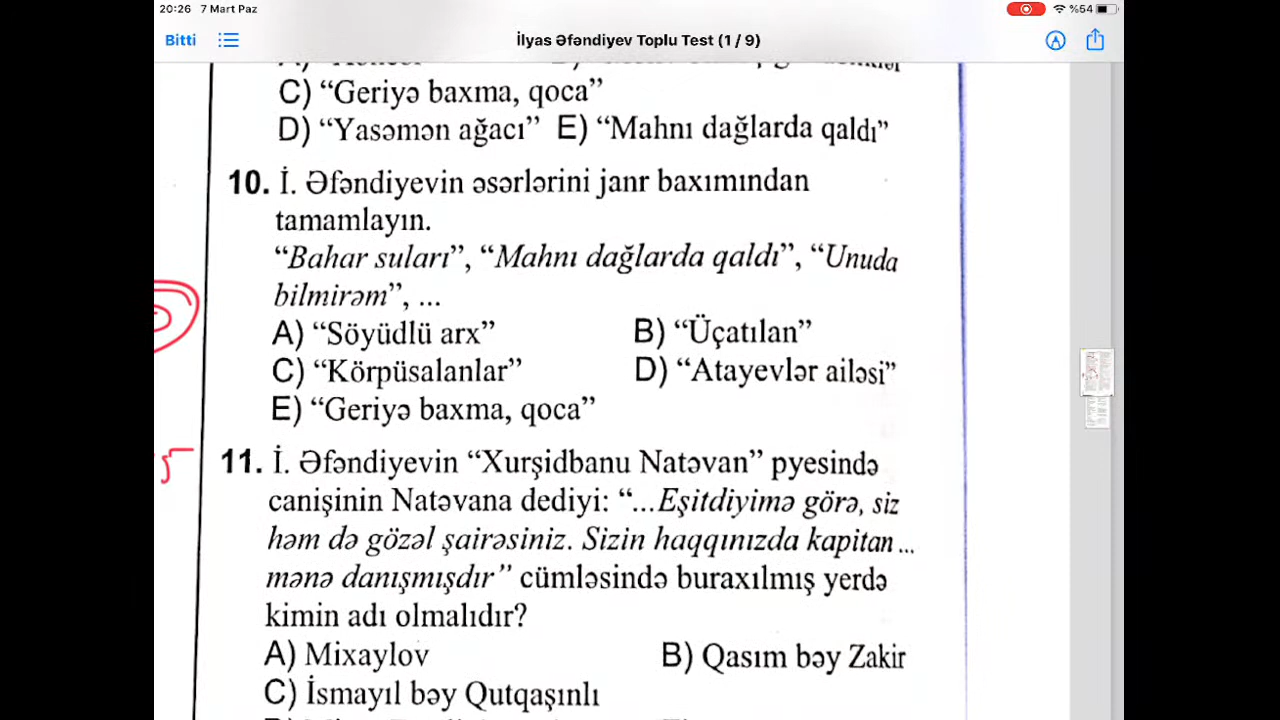 20:26 7 Mart Paz
%54
Bitti
İlyas Əfəndiyev Toplu Test (1 / 9)
C) “Geriyə baxma, qoca”
D) “Yasəmən ağacı” E) “Mahnı dağlarda qaldı”
10. İ. Əfəndiyevin əsərlərini janr baxımından
tamamlayın.
“Bahar suları”, “Mahnı dağlarda qaldı”, “Unuda
bilmirəm”, ...
A) “Söyüdlü arx” B) “Üçatılan”
C) “Körpüsalanlar” D) “Atayevlər ailəsi”
E) “Geriyə baxma, qoca”
11. İ. Əfəndiyevin “Xurşidbanu Natəvan” pyesində
canişinin Natəvana dediyi: “...Eşitdiyimə görə, siz
həm də gözəl şairəsiniz. Sizin haqqınızda kapitan ...
mənə danışmışdır” cümləsində buraxılmış yerdə
kimin adı olmalıdır?
A) Mixaylov B) Qasım bəy Zakir
C) İsmayıl bəy Qutqaşınlı